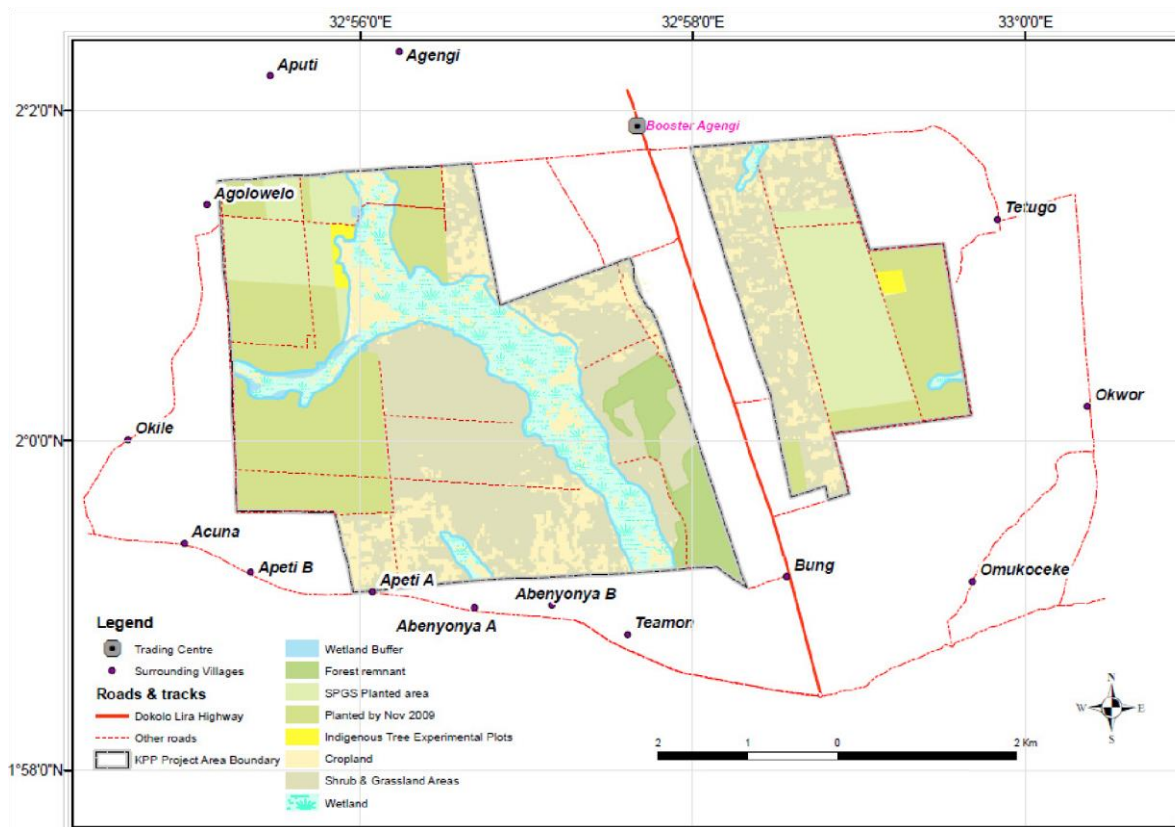 32°56'0"E
32°58'0"E
33°00'0"E
Agengi
Aputi
2°2'0"N
Booster Agengi
Agolowelo
Tetugo
Okwor
Okile
2°0'0"N
Acuna
Apeti B
Apeti A
Bung
Omukoceke
Abenyonya B
Abenyonya A
Teamon
Legend
Trading Centre
Surrounding Villages
Roads & tracks
Dokolo Lira Highway
Other roads
KPP Project Area Boundary
Wetland Buffer
Forest remnant
SPGS Planted area
Planted by Nov 2009
Indigenous Tree Experimental Plots
Cropland
Shrub & Grassland Areas
Wetland
N
W E
S
2 1 0 2 Km
1°58'0"N